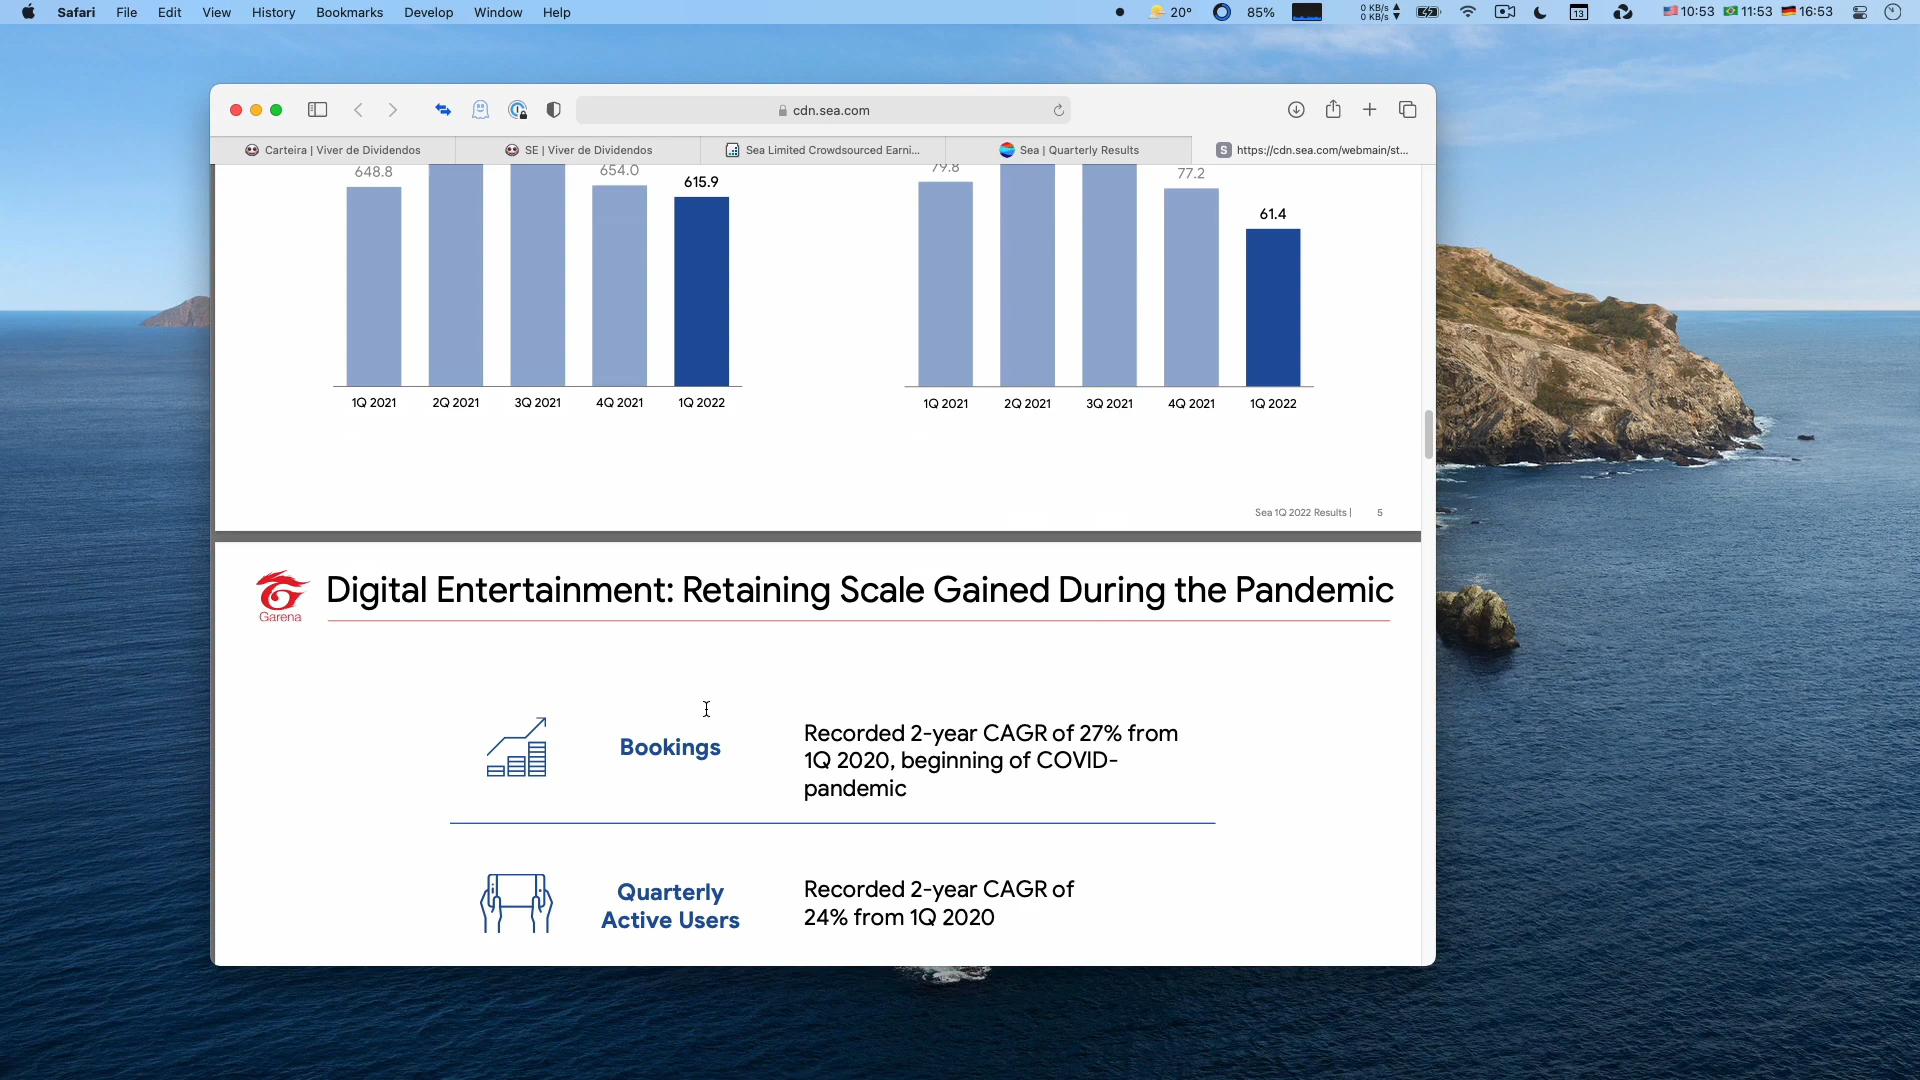 Safari File Edit View History Bookmarks Develop Window Help
20° 85% 0 KB/s 0 KB/s 13 10:53 11:53 16:53
cdn.sea.com
Carteira | Viver de Dividendos
SE | Viver de Dividendos
Sea Limited Crowdsourced Earni...
Sea | Quarterly Results
S https://cdn.sea.com/webmain/st...
648.8 654.0 615.9
1Q 2021 2Q 2021 3Q 2021 4Q 2021 1Q 2022
79.8 77.2 61.4
1Q 2021 2Q 2021 3Q 2021 4Q 2021 1Q 2022
Sea 1Q 2022 Results | 5
Garena
Digital Entertainment: Retaining Scale Gained During the Pandemic
Bookings
Recorded 2-year CAGR of 27% from
1Q 2020, beginning of COVID-
pandemic
Quarterly
Active Users
Recorded 2-year CAGR of
24% from 1Q 2020